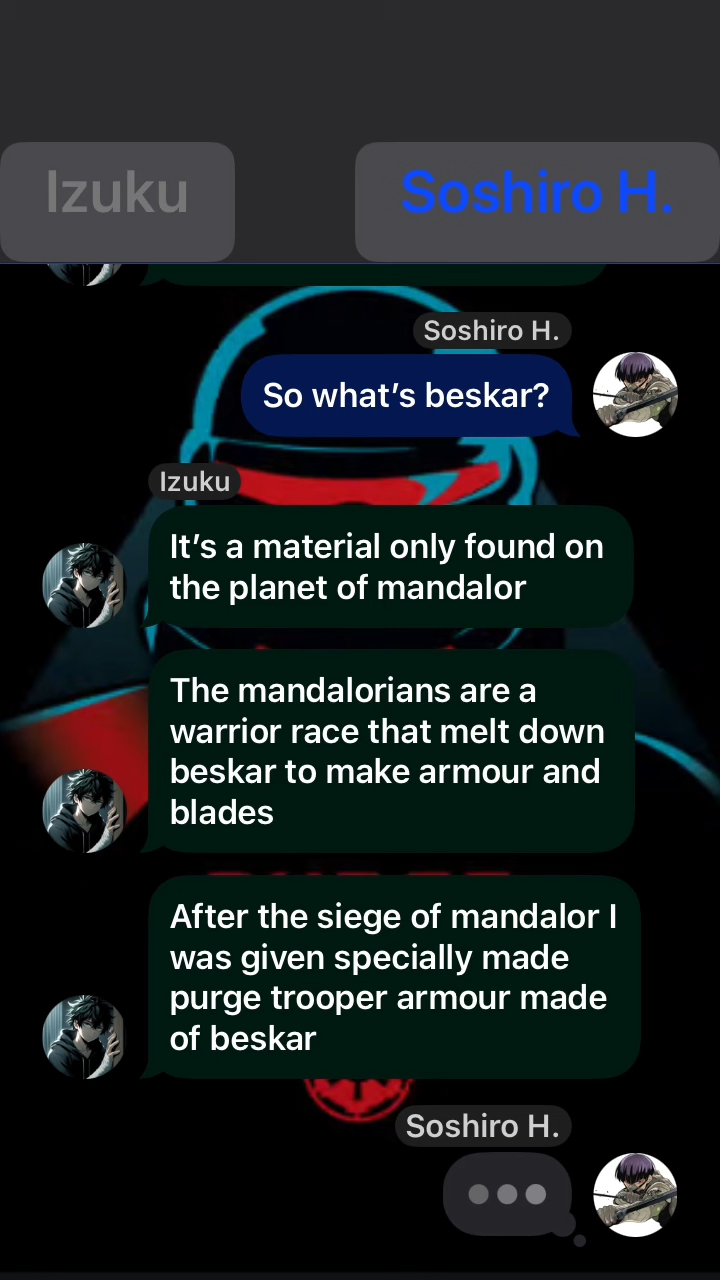 Izuku
Soshiro H.
Soshiro H.
So what’s beskar?
Izuku
It’s a material only found on
the planet of mandalor
The mandalorians are a
warrior race that melt down
beskar to make armour and
blades
After the siege of mandalor I
was given specially made
purge trooper armour made
of beskar
Soshiro H.